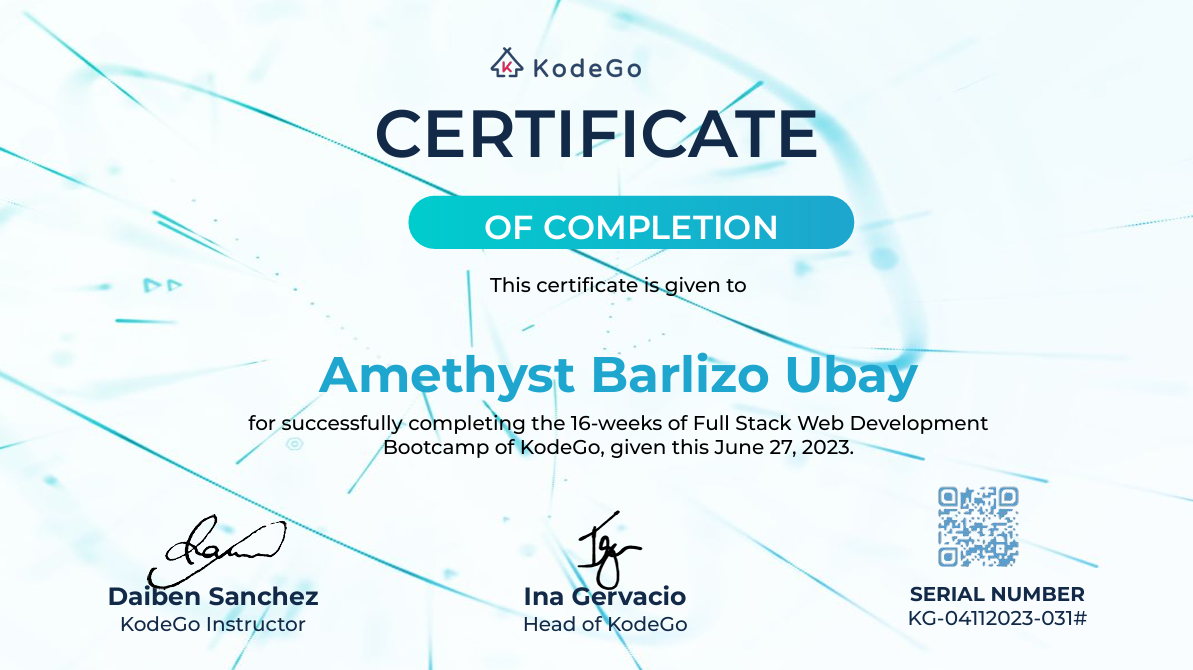 KodeGo
CERTIFICATE
OF COMPLETION
This certificate is given to
Amethyst Barlizo Ubay
for successfully completing the 16-weeks of Full Stack Web Development
Bootcamp of KodeGo, given this June 27, 2023.
Daiben Sanchez
KodeGo Instructor
Ina Gervacio
Head of KodeGo
SERIAL NUMBER
KG-04112023-031#